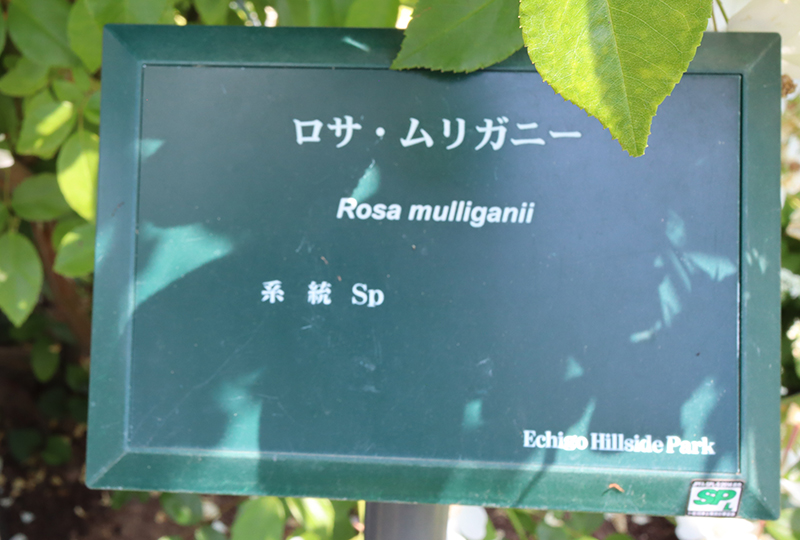 ロサ・ムリガニー
Rosa mulliganii
系 統 Sp
Echigo Hillside Park
SP